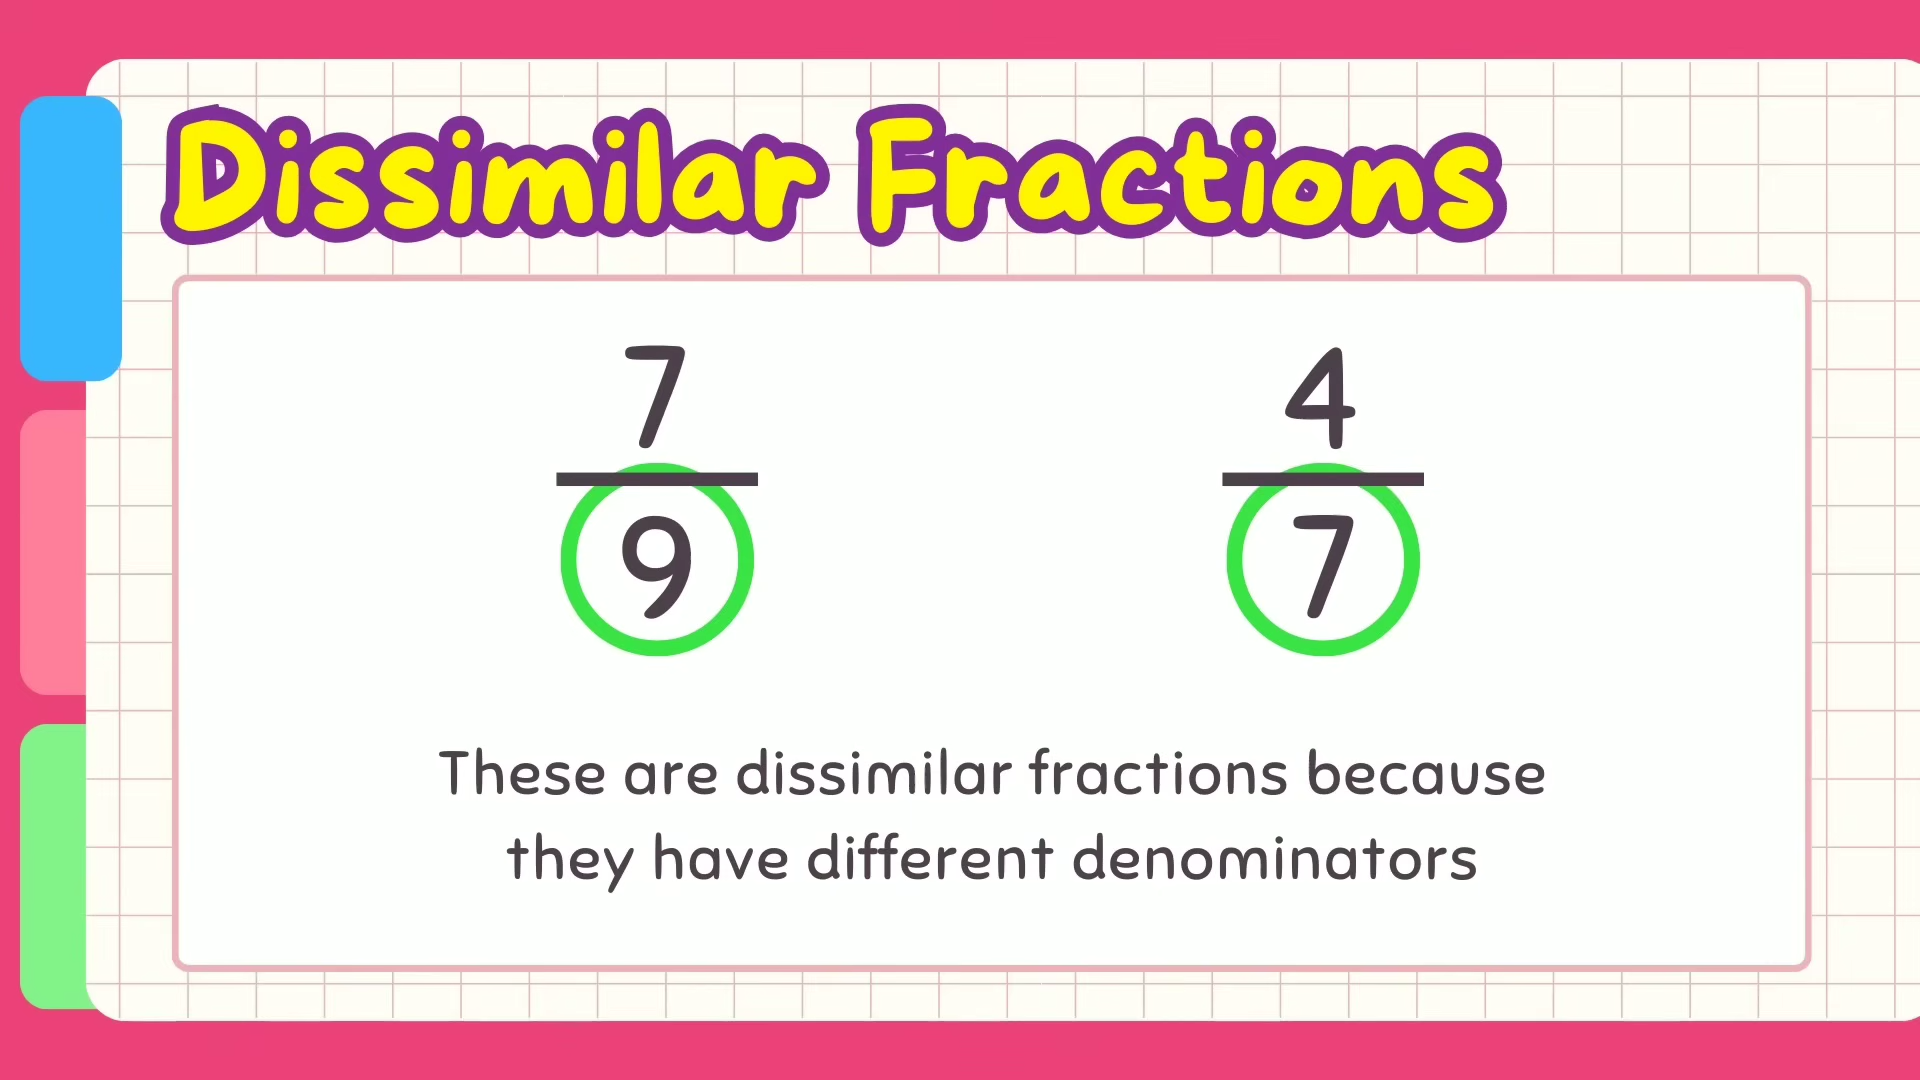 Dissimilar Fractions
7 4
9 7
These are dissimilar fractions because
they have different denominators